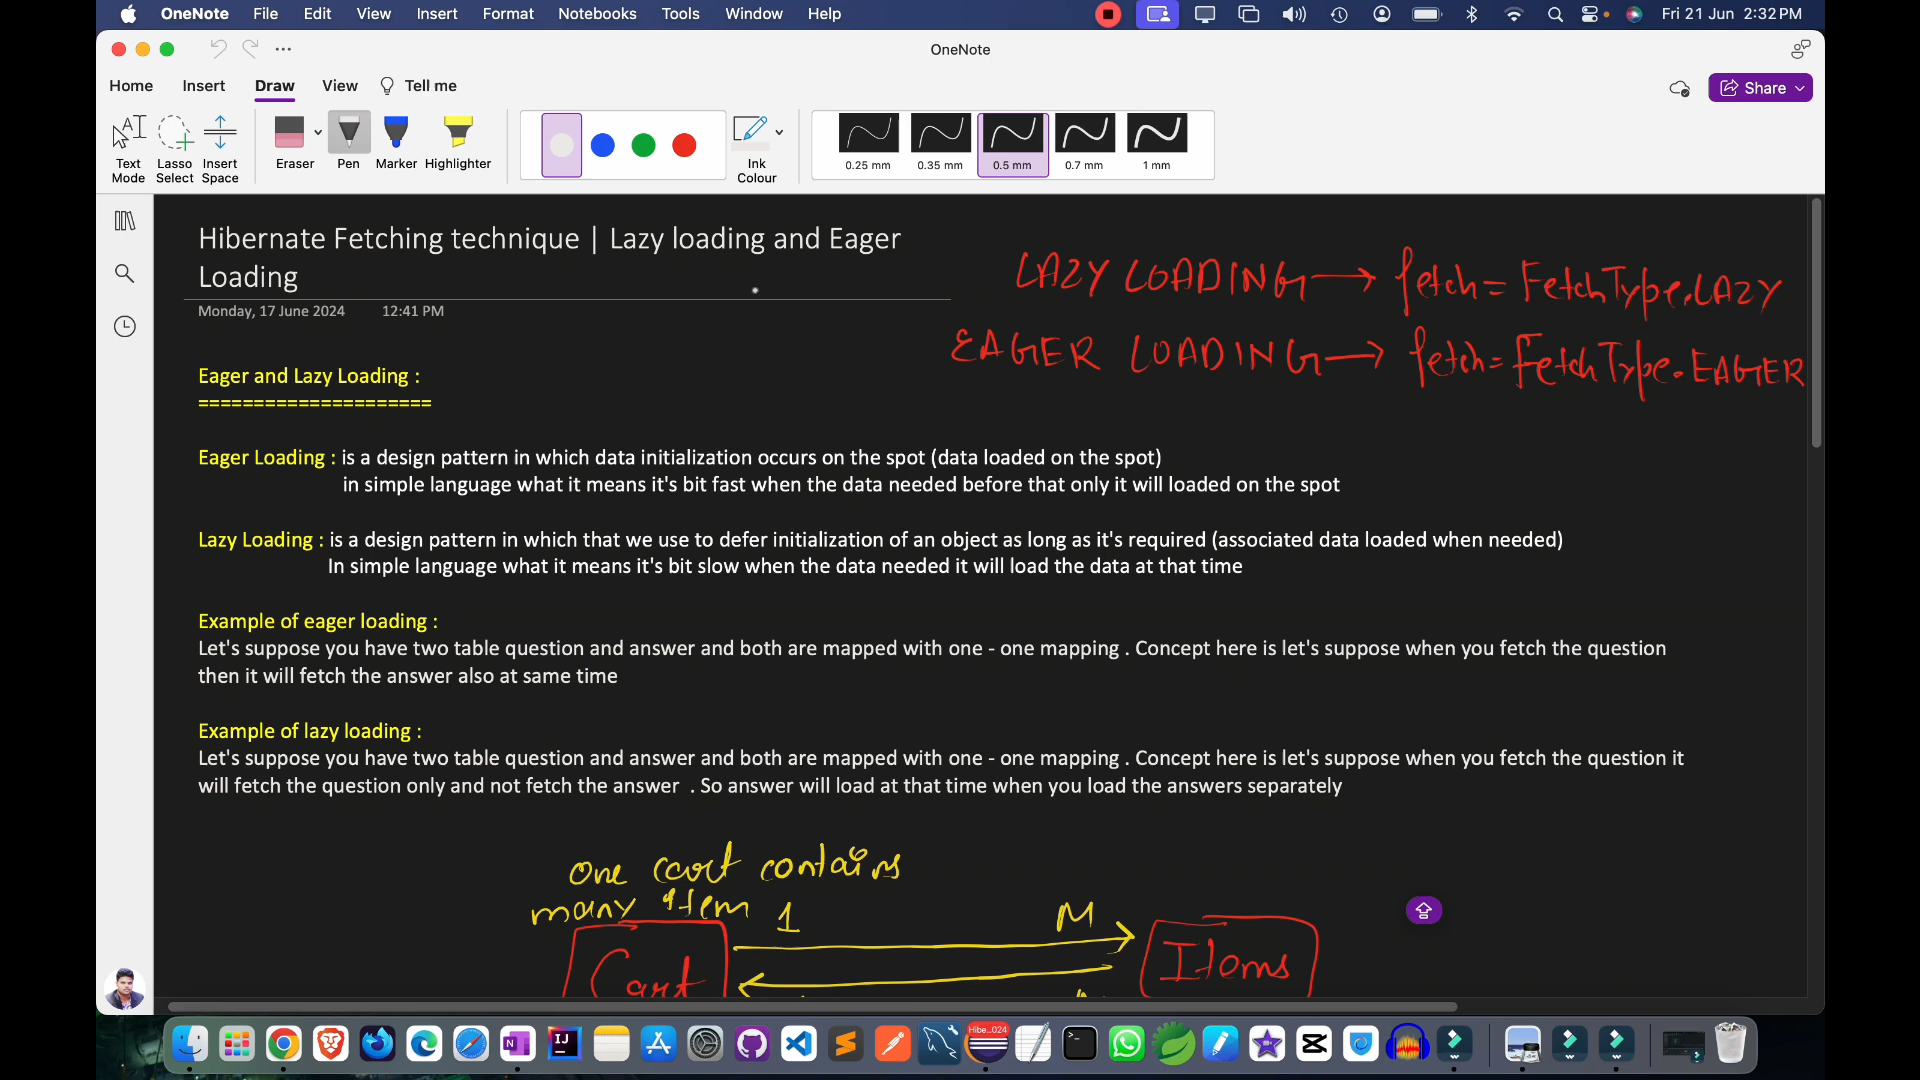 OneNote File Edit View Insert Format Notebooks Tools Window Help Fri 21 Jun 2:32 PM
OneNote
Home Insert Draw View Tell me Share
Text Mode
Lasso Select
Insert Space
Eraser
Pen
Marker
Highlighter
Ink Colour
0.25 mm 0.35 mm 0.5 mm 0.7 mm 1 mm
Hibernate Fetching technique | Lazy loading and Eager
Loading
Monday, 17 June 2024 12:41 PM
LAZY LOADING → fetch = FetchType.LAZY
EAGER LOADING → fetch = FetchType.EAGER
Eager and Lazy Loading :
=====================
Eager Loading : is a design pattern in which data initialization occurs on the spot (data loaded on the spot)
in simple language what it means it's bit fast when the data needed before that only it will loaded on the spot
Lazy Loading : is a design pattern in which that we use to defer initialization of an object as long as it's required (associated data loaded when needed)
In simple language what it means it's bit slow when the data needed it will load the data at that time
Example of eager loading :
Let's suppose you have two table question and answer and both are mapped with one - one mapping . Concept here is let's suppose when you fetch the question
then it will fetch the answer also at same time
Example of lazy loading :
Let's suppose you have two table question and answer and both are mapped with one - one mapping . Concept here is let's suppose when you fetch the question it
will fetch the question only and not fetch the answer . So answer will load at that time when you load the answers separately
One cart contains
many item 1 M
Cart Items
Hibe...024